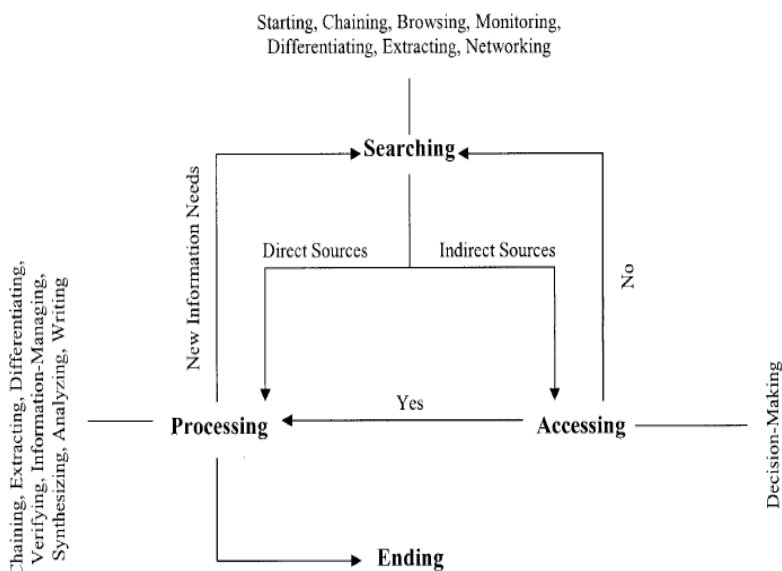 Starting, Chaining, Browsing, Monitoring,
Differentiating, Extracting, Networking
Searching
New Information Needs
Direct Sources
Indirect Sources
No
Chaining, Extracting, Differentiating,
Verifying, Information-Managing,
Synthesizing, Analyzing, Writing
Processing
Yes
Accessing
Decision-Making
Ending